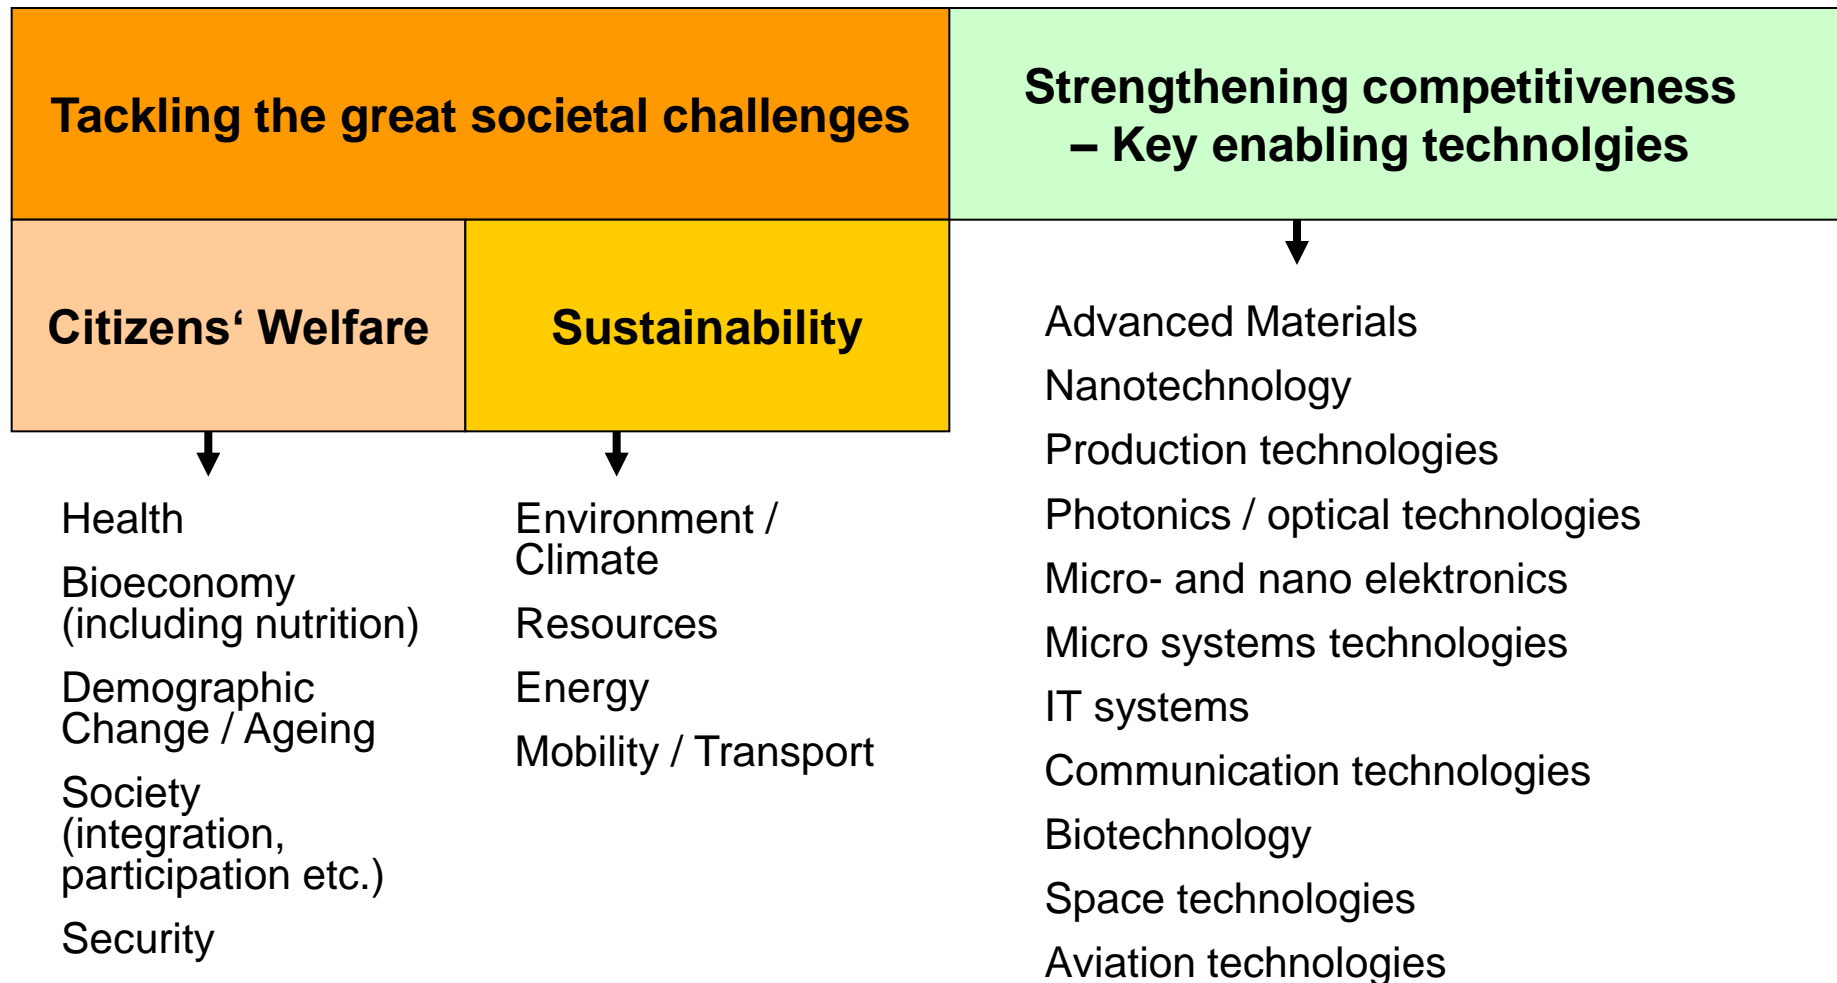 Tackling the great societal challenges
Strengthening competitiveness
– Key enabling technolgies
Citizens‘ Welfare
Sustainability
Health
Bioeconomy
(including nutrition)
Demographic
Change / Ageing
Society
(integration,
participation etc.)
Security
Environment /
Climate
Resources
Energy
Mobility / Transport
Advanced Materials
Nanotechnology
Production technologies
Photonics / optical technologies
Micro- and nano elektronics
Micro systems technologies
IT systems
Communication technologies
Biotechnology
Space technologies
Aviation technologies